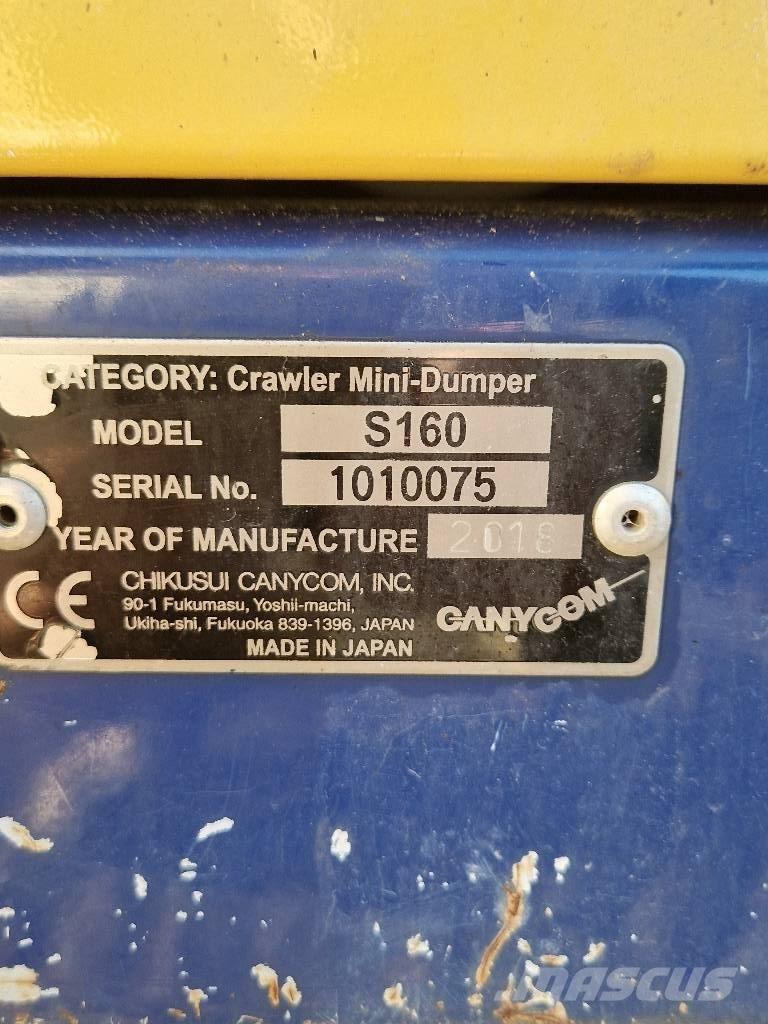 CATEGORY: Crawler Mini-Dumper
MODEL S160
SERIAL No. 1010075
YEAR OF MANUFACTURE 2018
CE CHIKUSUI CANYCOM, INC.
90-1 Fukumasu, Yoshii-machi,
Ukiha-shi, Fukuoka 839-1396, JAPAN
CANYCOM
MADE IN JAPAN
MASCUS